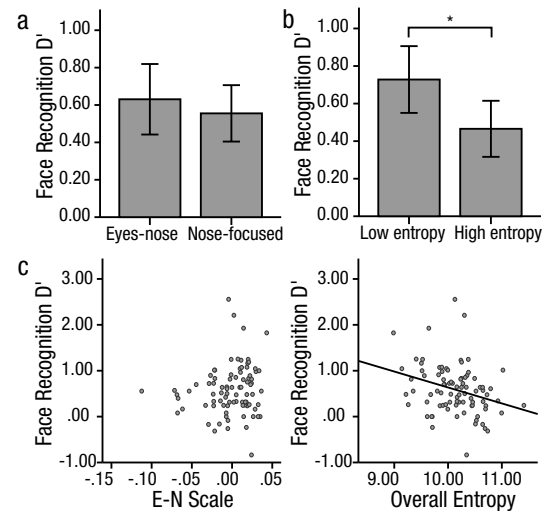 a
Face Recognition D'
1.00
0.80
0.60
0.40
0.20
0.00
Eyes-nose Nose-focused
b
*
Face Recognition D'
1.00
0.80
0.60
0.40
0.20
0.00
Low entropy High entropy
c
Face Recognition D'
3.00
2.00
1.00
.00
-1.00
-.15 -.10 -.05 .00 .05
E-N Scale
Face Recognition D'
3.00
2.00
1.00
.00
-1.00
9.00 10.00 11.00
Overall Entropy